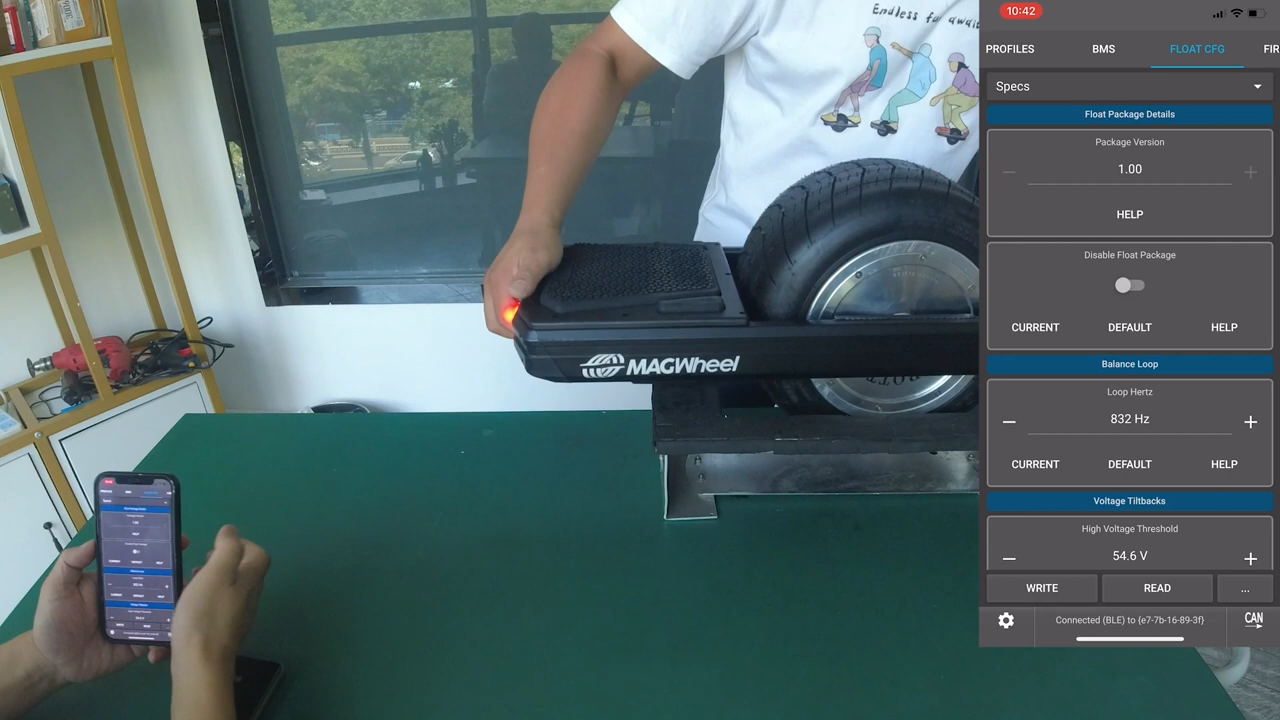 Endless fu
MAGWheel
10:42
PROFILES BMS FLOAT CFG FIR
Specs
Float Package Details
Package Version
− 1.00 +
HELP
Disable Float Package
CURRENT DEFAULT HELP
Balance Loop
Loop Hertz
− 832 Hz +
CURRENT DEFAULT HELP
Voltage Tiltbacks
High Voltage Threshold
− 54.6 V +
WRITE READ ...
Connected (BLE) to {e7-7b-16-89-3f} CAN